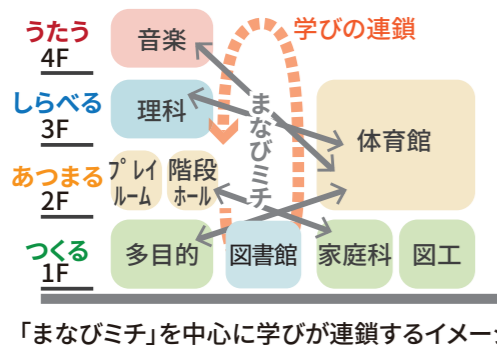 学びの連鎖
うたう
4F
音楽
しらべる
3F
理科
まなびミチ
体育館
あつまる
2F
プレイ
ルーム
階段
ホール
つくる
1F
多目的
図書館
家庭科
図工
「まなびミチ」を中心に学びが連鎖するイメージ